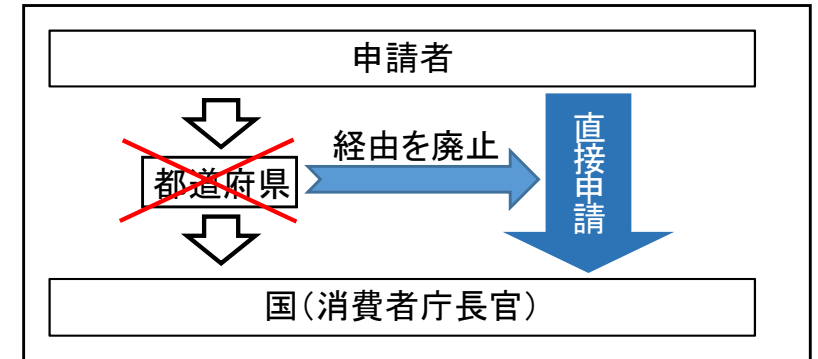 申請者
経由を廃止
都道府県
直接申請
国(消費者庁長官)